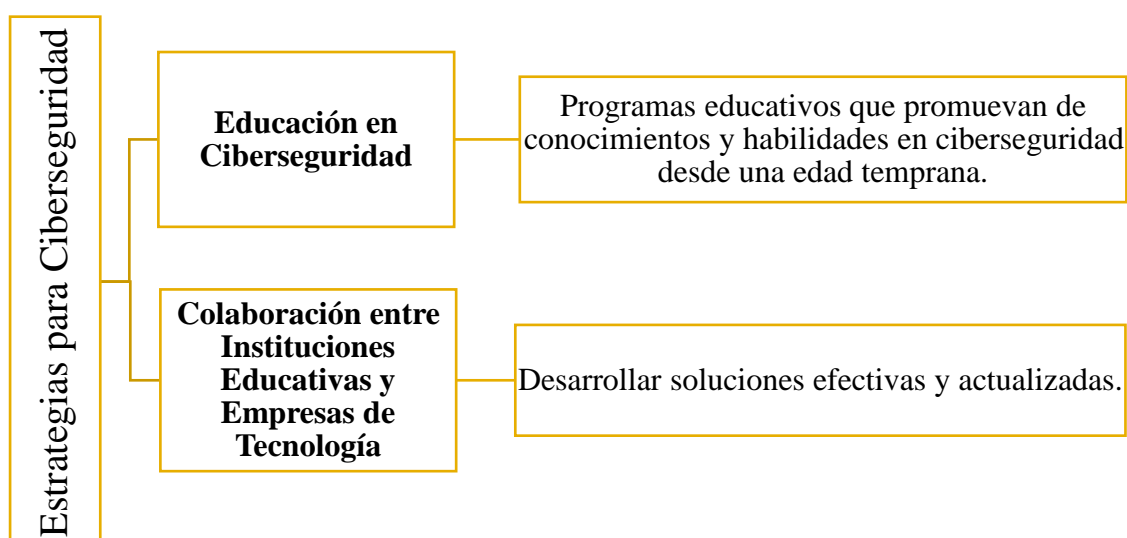 Estrategias para Ciberseguridad
Educación en
Ciberseguridad
Programas educativos que promuevan de
conocimientos y habilidades en ciberseguridad
desde una edad temprana.
Colaboración entre
Instituciones
Educativas y
Empresas de
Tecnología
Desarrollar soluciones efectivas y actualizadas.